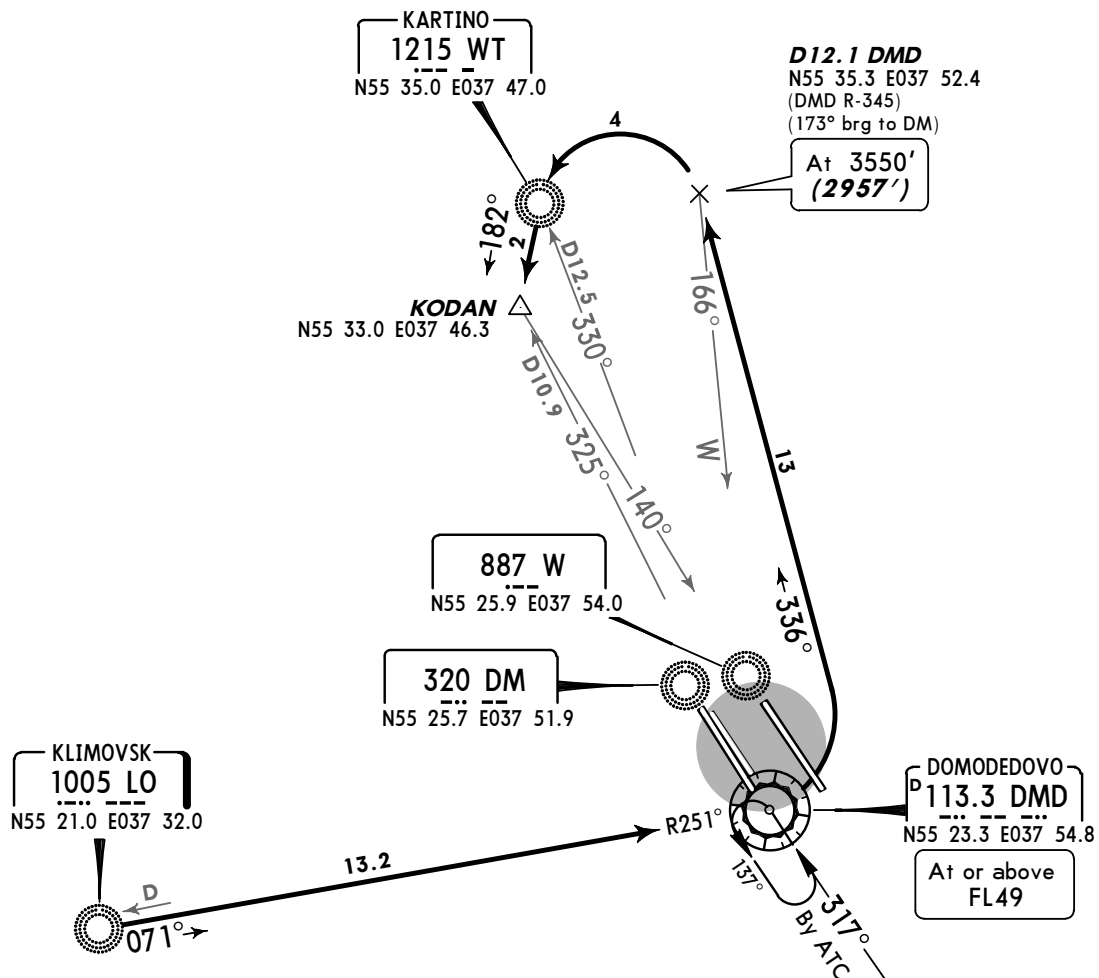 KARTINO
1215 WT
N55 35.0 E037 47.0
D12.1 DMD
N55 35.3 E037 52.4
(DMD R-345)
(173° brg to DM)
At 3550'
(2957')
4
182°
2
KODAN
N55 33.0 E037 46.3
D12.5
330°
D10.9
325°
140°
166°
W
13
336°
887 W
N55 25.9 E037 54.0
320 DM
N55 25.7 E037 51.9
KLIMOVSK
1005 LO
N55 21.0 E037 32.0
D
071°
13.2
R251°
137°
317°
By ATC
DOMODEDOVO
D 113.3 DMD
N55 23.3 E037 54.8
At or above
FL49